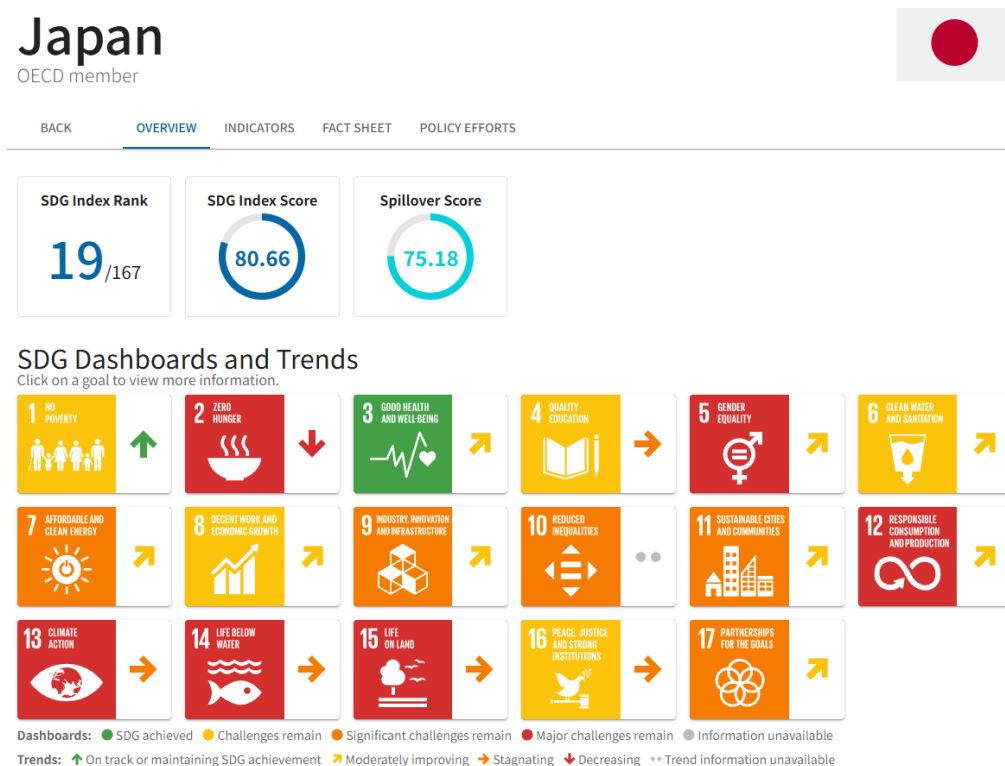 Japan
OECD member
BACK OVERVIEW INDICATORS FACT SHEET POLICY EFFORTS
SDG Index Rank
19/167
SDG Index Score
80.66
Spillover Score
75.18
SDG Dashboards and Trends
Click on a goal to view more information.
1 NO
POVERTY
2 ZERO
HUNGER
3 GOOD HEALTH
AND WELL-BEING
4 QUALITY
EDUCATION
5 GENDER
EQUALITY
6 CLEAN WATER
AND SANITATION
7 AFFORDABLE AND
CLEAN ENERGY
8 DECENT WORK AND
ECONOMIC GROWTH
9 INDUSTRY, INNOVATION
AND INFRASTRUCTURE
10 REDUCED
INEQUALITIES
11 SUSTAINABLE CITIES
AND COMMUNITIES
12 RESPONSIBLE
CONSUMPTION
AND PRODUCTION
13 CLIMATE
ACTION
14 LIFE BELOW
WATER
15 LIFE
ON LAND
16 PEACE, JUSTICE
AND STRONG
INSTITUTIONS
17 PARTNERSHIPS
FOR THE GOALS
Dashboards: SDG achieved Challenges remain Significant challenges remain Major challenges remain Information unavailable
Trends: On track or maintaining SDG achievement Moderately improving Stagnating Decreasing Trend information unavailable